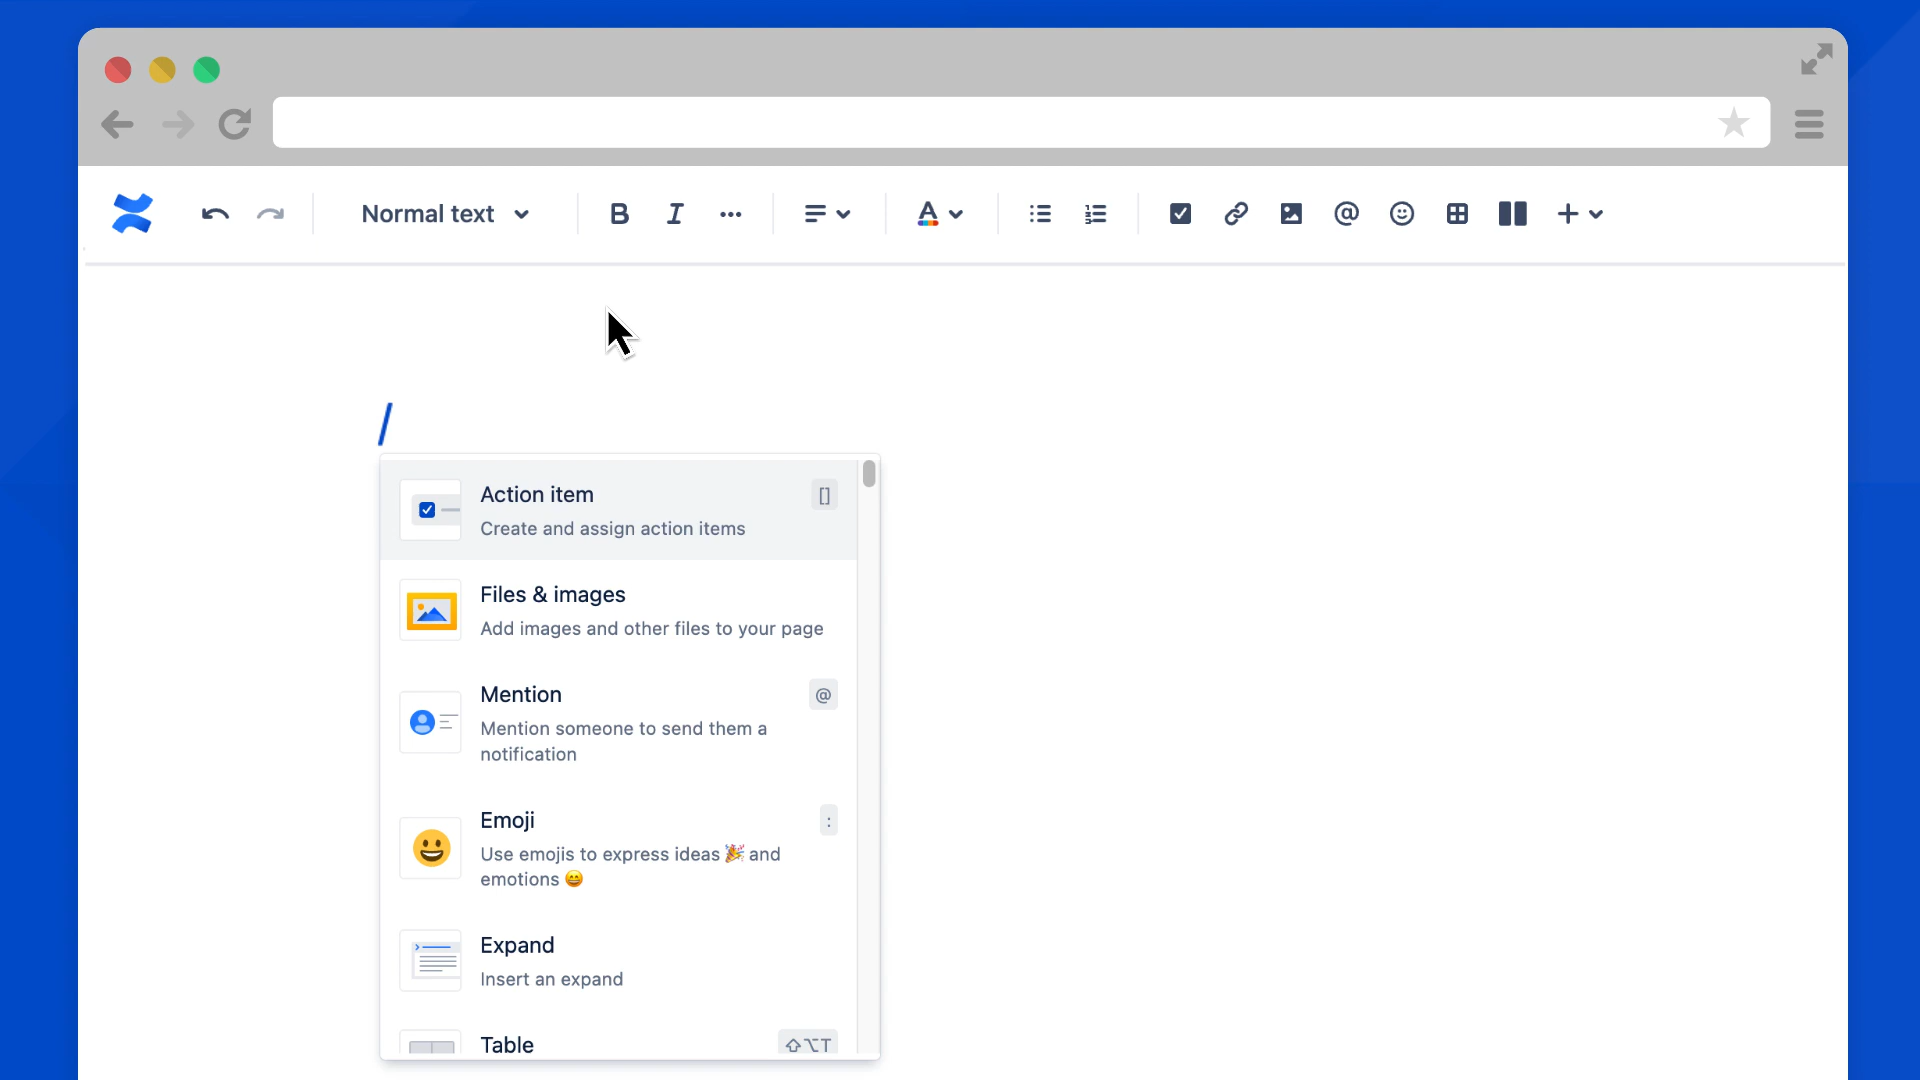 Normal text
/
Action item []
Create and assign action items
Files & images
Add images and other files to your page
Mention @
Mention someone to send them a
notification
Emoji :
Use emojis to express ideas 🎉 and
emotions 😄
Expand
Insert an expand
Table ⇧⌥T